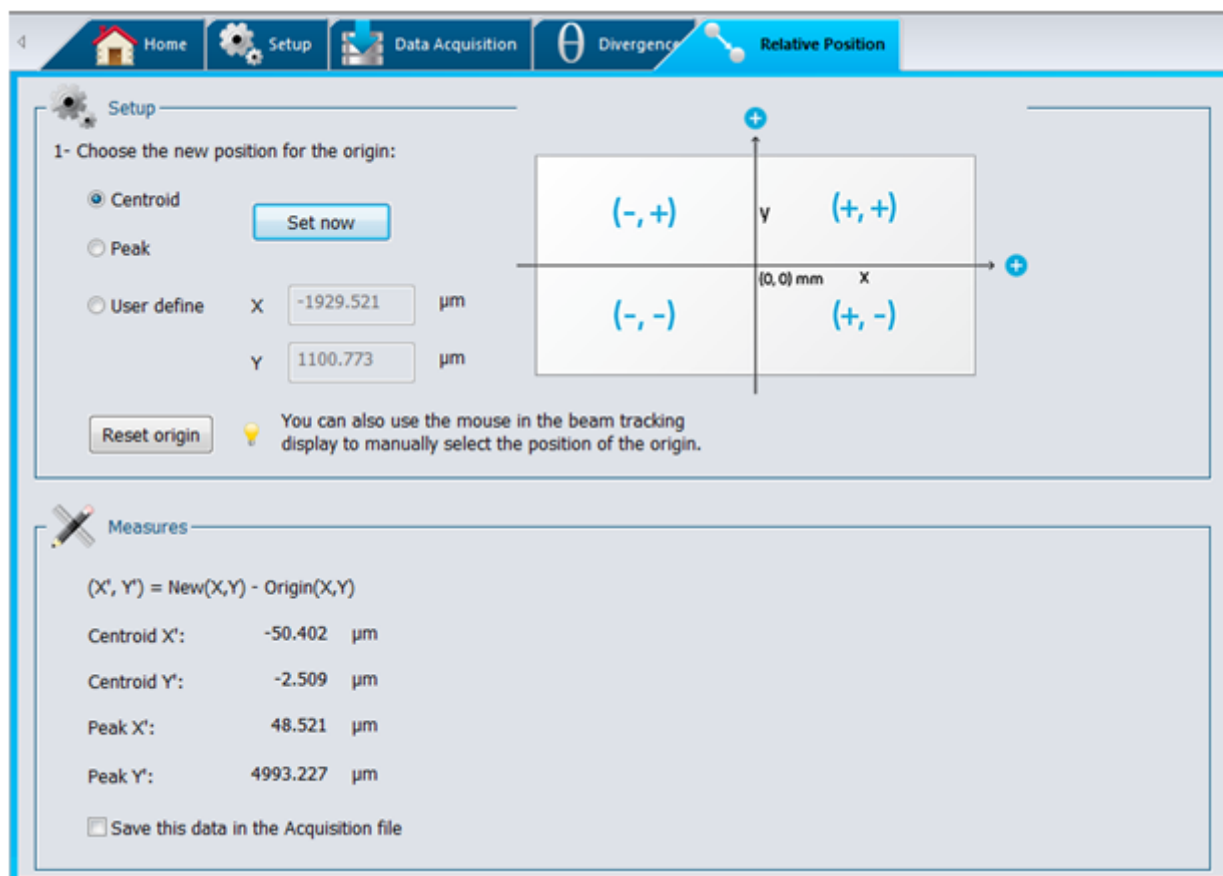 Home
Setup
Data Acquisition
θ Divergence
Relative Position
Setup
1- Choose the new position for the origin:
Centroid
Set now
Peak
User define X -1929.521 µm
Y 1100.773 µm
(-, +) y (+, +)
(0, 0) mm x
(-, -) (+, -)
Reset origin
You can also use the mouse in the beam tracking
display to manually select the position of the origin.
Measures
(X', Y') = New(X,Y) - Origin(X,Y)
Centroid X': -50.402 µm
Centroid Y': -2.509 µm
Peak X': 48.521 µm
Peak Y': 4993.227 µm
Save this data in the Acquisition file